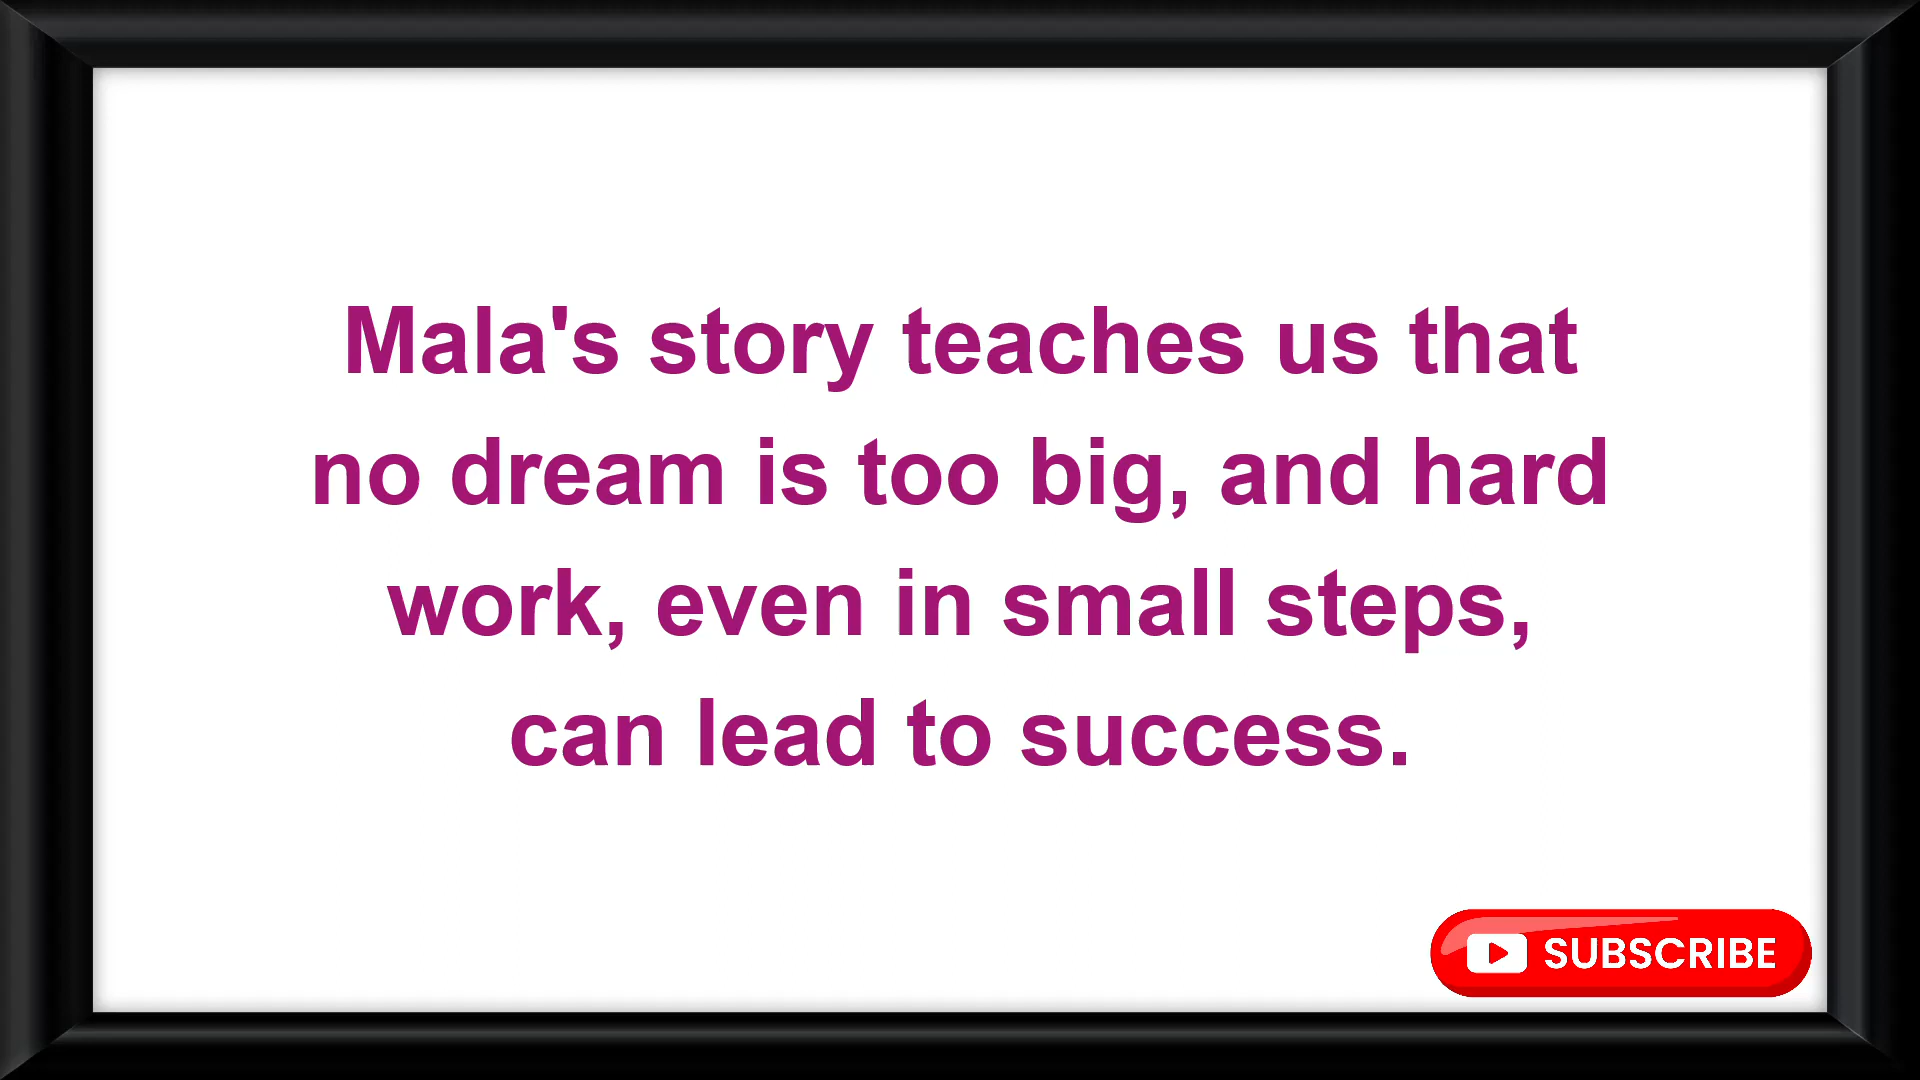 Mala's story teaches us that
no dream is too big, and hard
work, even in small steps,
can lead to success.
SUBSCRIBE